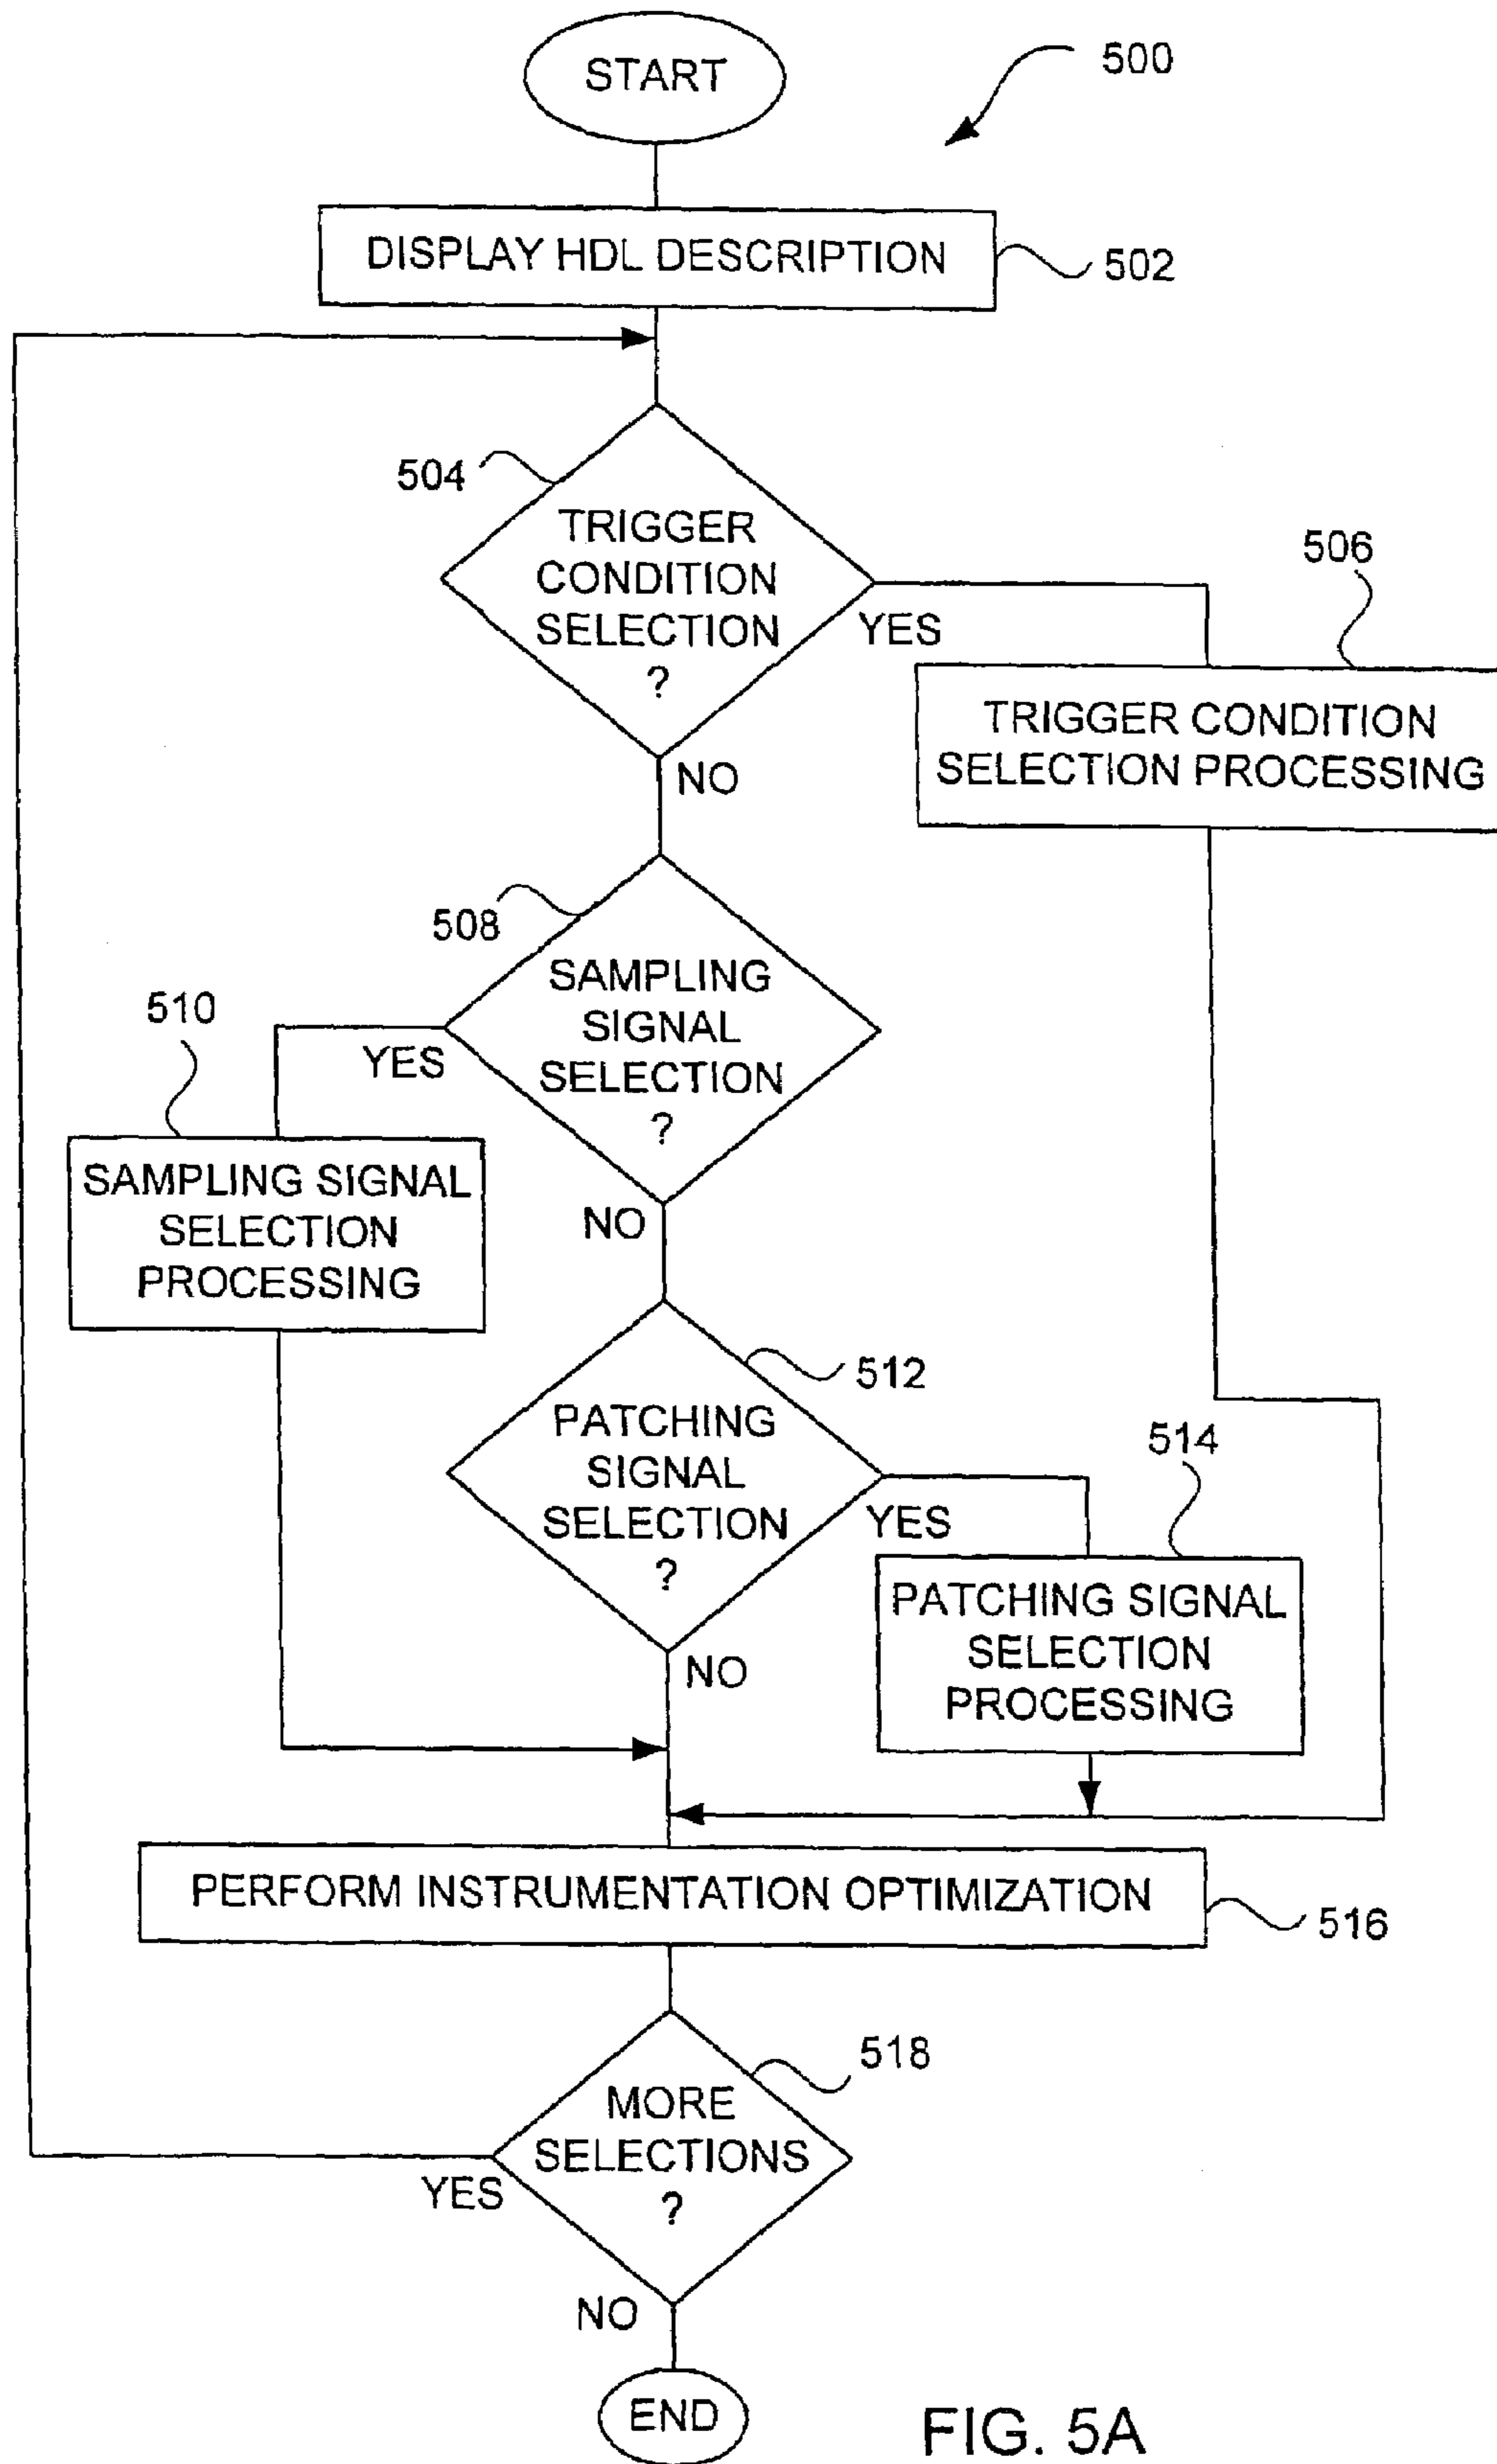 START
500
DISPLAY HDL DESCRIPTION
502
504
TRIGGER
CONDITION
SELECTION
?
YES
NO
506
TRIGGER CONDITION
SELECTION PROCESSING
508
SAMPLING
SIGNAL
SELECTION
?
YES
NO
510
SAMPLING SIGNAL
SELECTION
PROCESSING
512
PATCHING
SIGNAL
SELECTION
?
YES
NO
514
PATCHING SIGNAL
SELECTION
PROCESSING
PERFORM INSTRUMENTATION OPTIMIZATION
516
518
MORE
SELECTIONS
?
YES
NO
END
FIG. 5A